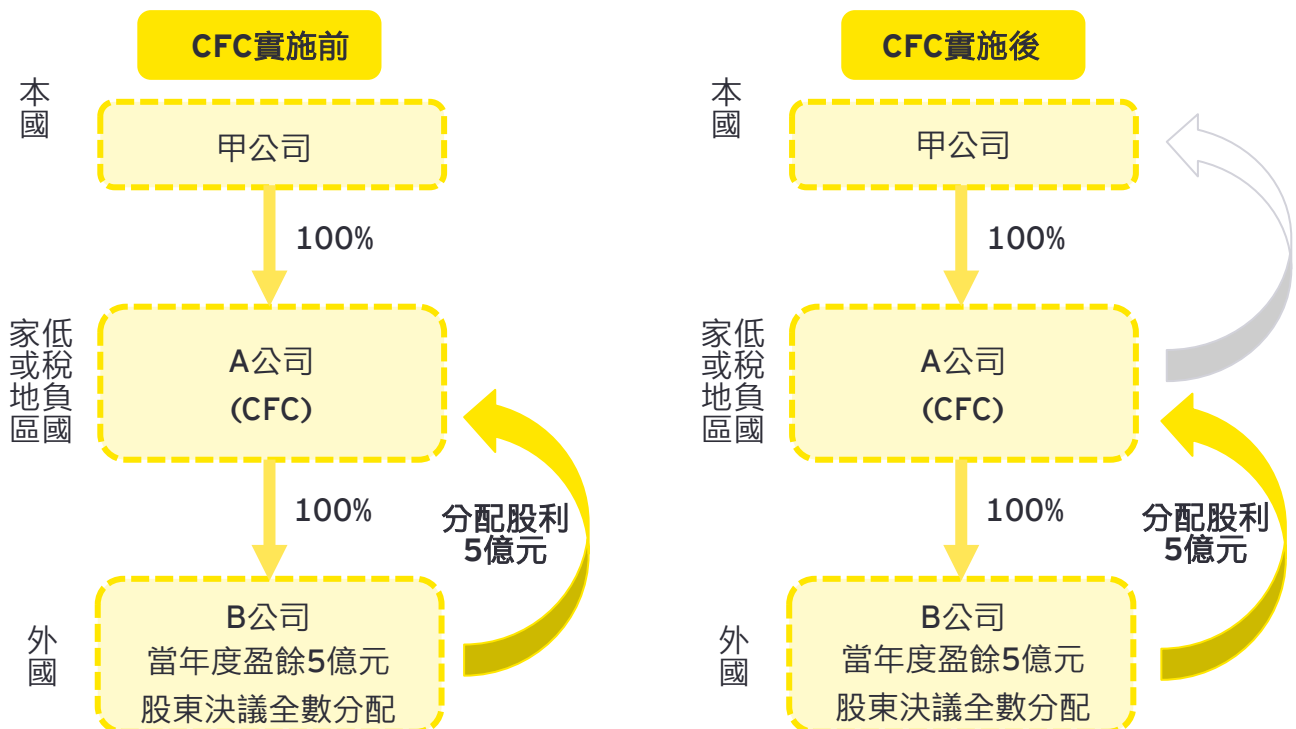 CFC實施前
本國
甲公司
100%
低稅負國
家或地區
A公司
(CFC)
100%
分配股利
5億元
外國
B公司
當年度盈餘5億元
股東決議全數分配
CFC實施後
本國
甲公司
100%
低稅負國
家或地區
A公司
(CFC)
100%
分配股利
5億元
外國
B公司
當年度盈餘5億元
股東決議全數分配